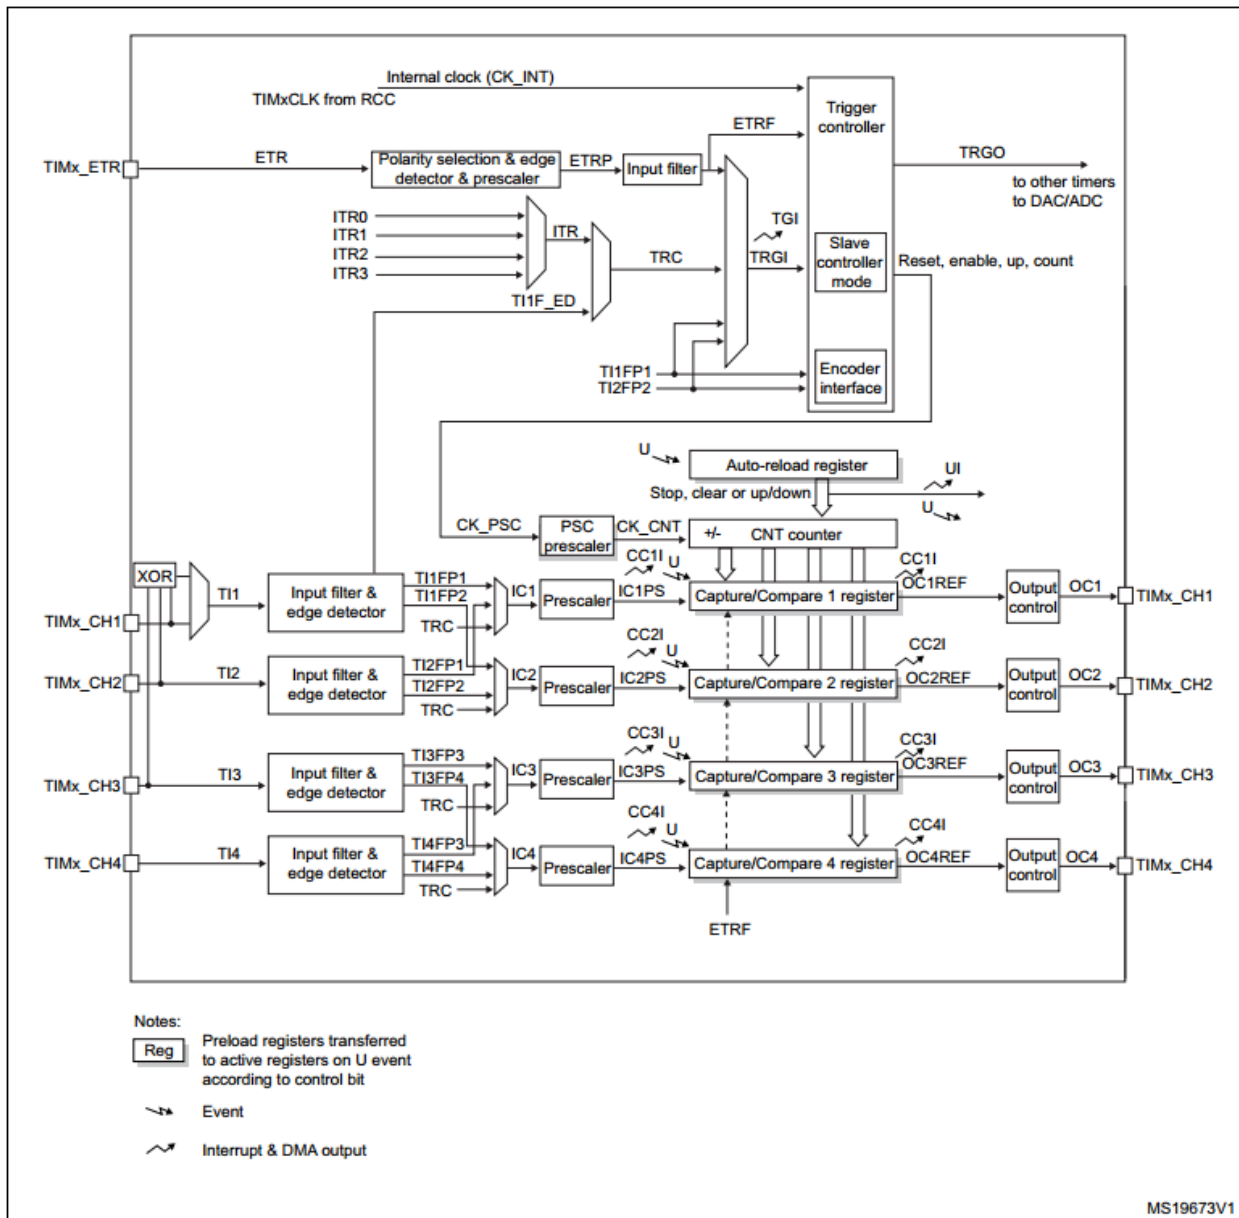 Internal clock (CK_INT)
TIMxCLK from RCC
Trigger
controller
ETRF
TIMx_ETR
ETR
Polarity selection & edge
detector & prescaler
ETRP
Input filter
TRGO
to other timers
to DAC/ADC
ITR0
ITR1
ITR2
ITR3
ITR
TRC
TGI
TRGI
Slave
controller
mode
Reset, enable, up, count
TI1F_ED
TI1FP1
TI2FP2
Encoder
interface
U
Auto-reload register
UI
Stop, clear or up/down
U
CK_PSC
PSC
prescaler
CK_CNT
+/-
CNT counter
XOR
TI1
Input filter &
edge detector
TI1FP1
TI1FP2
TRC
IC1
Prescaler
IC1PS
CC1I
U
Capture/Compare 1 register
CC1I
OC1REF
Output
control
OC1
TIMx_CH1
TIMx_CH1
TIMx_CH2
TI2
Input filter &
edge detector
TI2FP1
TI2FP2
TRC
IC2
Prescaler
IC2PS
CC2I
U
Capture/Compare 2 register
CC2I
OC2REF
Output
control
OC2
TIMx_CH2
TIMx_CH3
TI3
Input filter &
edge detector
TI3FP3
TI3FP4
TRC
IC3
Prescaler
IC3PS
CC3I
U
Capture/Compare 3 register
CC3I
OC3REF
Output
control
OC3
TIMx_CH3
TIMx_CH4
TI4
Input filter &
edge detector
TI4FP3
TI4FP4
TRC
IC4
Prescaler
IC4PS
CC4I
U
Capture/Compare 4 register
CC4I
OC4REF
Output
control
OC4
TIMx_CH4
ETRF
Notes:
Reg
Preload registers transferred
to active registers on U event
according to control bit
Event
Interrupt & DMA output
MS19673V1